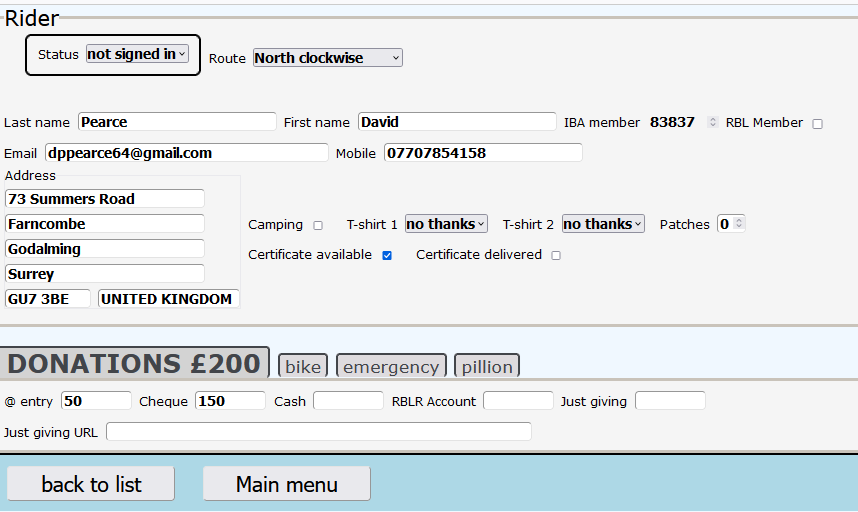 Rider
Status not signed in Route North clockwise
Last name Pearce First name David IBA member 83837 RBL Member
Email dppearce64@gmail.com Mobile 07707854158
Address
73 Summers Road
Farncombe Camping T-shirt 1 no thanks T-shirt 2 no thanks Patches 0
Godalming Certificate available Certificate delivered
Surrey
GU7 3BE UNITED KINGDOM
DONATIONS £200 bike emergency pillion
@ entry 50 Cheque 150 Cash RBLR Account Just giving
Just giving URL
back to list Main menu